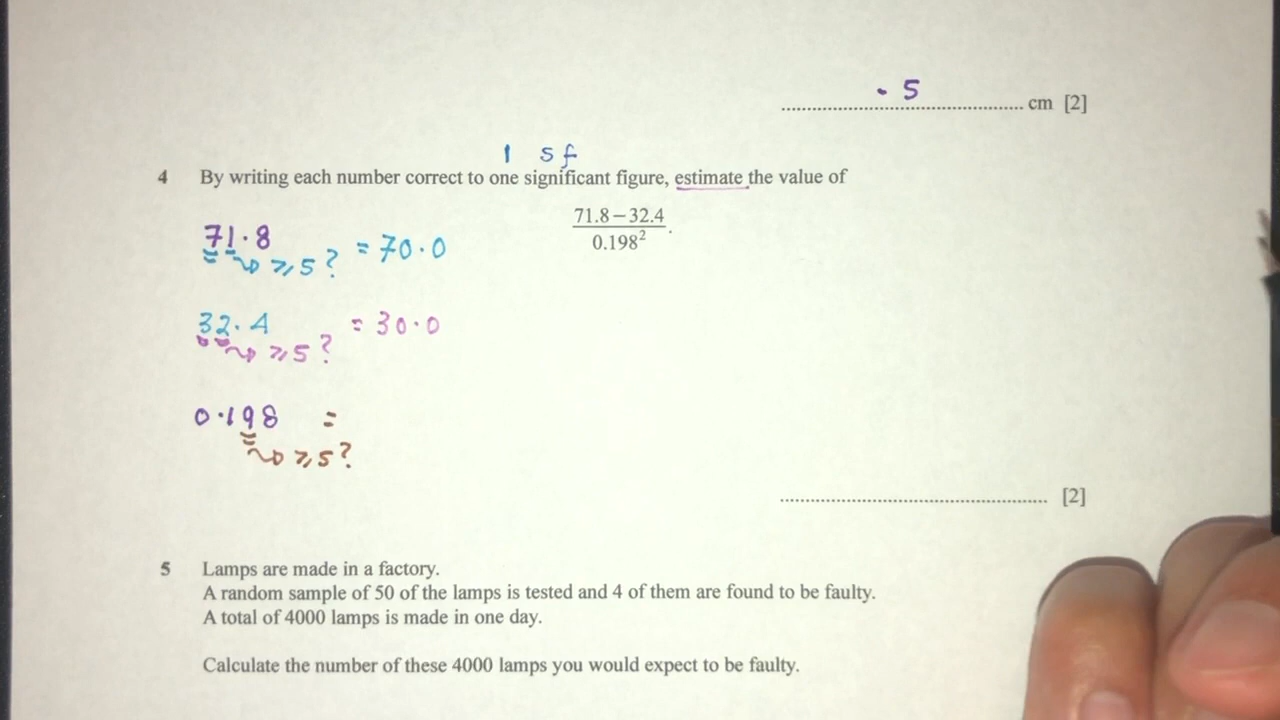 . 5
.......... cm [2]
1 sf
4 By writing each number correct to one significant figure, estimate the value of
71.8 – 32.4
0.198².
71.8 = 70.0
≥5?
32.4 = 30.0
≥5?
0.198 =
≥5?
.......... [2]
5 Lamps are made in a factory.
A random sample of 50 of the lamps is tested and 4 of them are found to be faulty.
A total of 4000 lamps is made in one day.
Calculate the number of these 4000 lamps you would expect to be faulty.